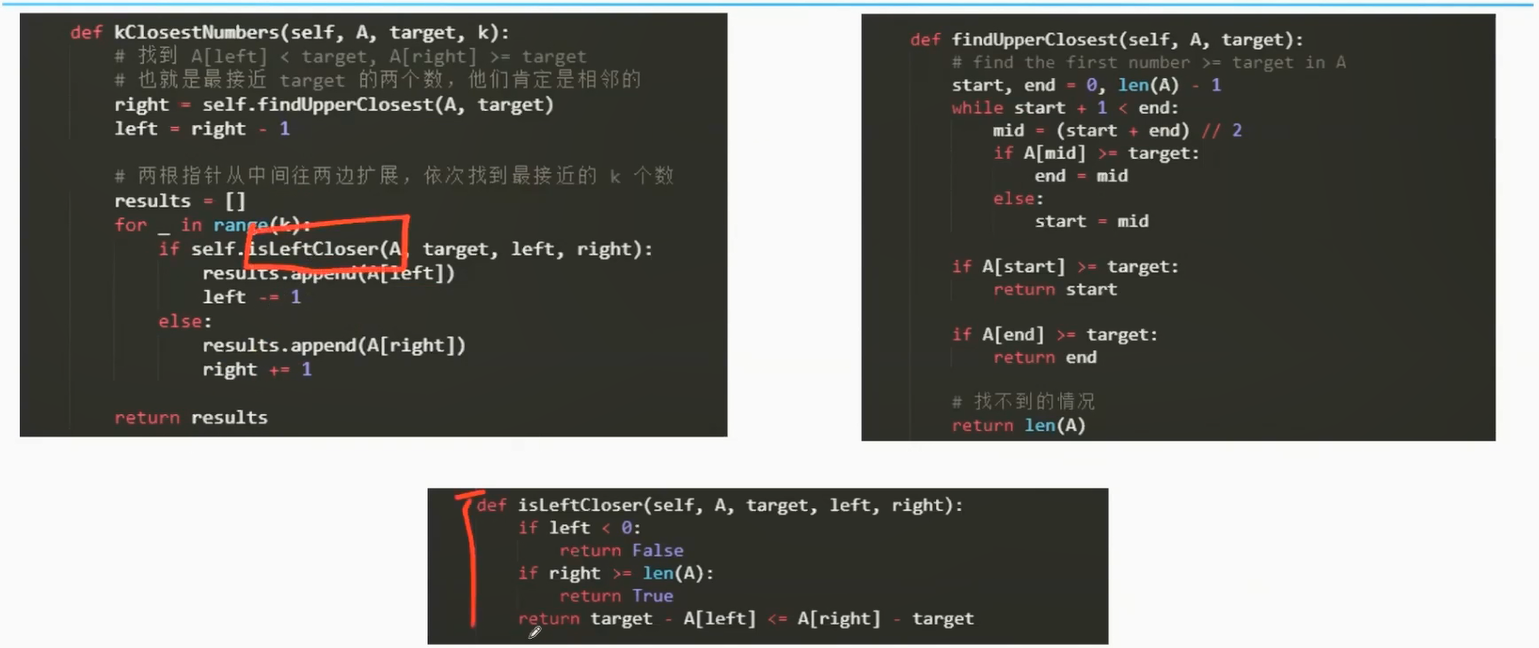 def kClosestNumbers(self, A, target, k):
# 找到 A[left] < target, A[right] >= target
# 也就是最接近 target 的两个数，他们肯定是相邻的
right = self.findUpperClosest(A, target)
left = right - 1
# 两根指针从中间往两边扩展，依次找到最接近的 k 个数
results = []
for _ in range(k):
if self.isLeftCloser(A, target, left, right):
results.append(A[left])
left -= 1
else:
results.append(A[right])
right += 1
return results
def findUpperClosest(self, A, target):
# find the first number >= target in A
start, end = 0, len(A) - 1
while start + 1 < end:
mid = (start + end) // 2
if A[mid] >= target:
end = mid
else:
start = mid
if A[start] >= target:
return start
if A[end] >= target:
return end
# 找不到的情况
return len(A)
def isLeftCloser(self, A, target, left, right):
if left < 0:
return False
if right >= len(A):
return True
return target - A[left] <= A[right] - target